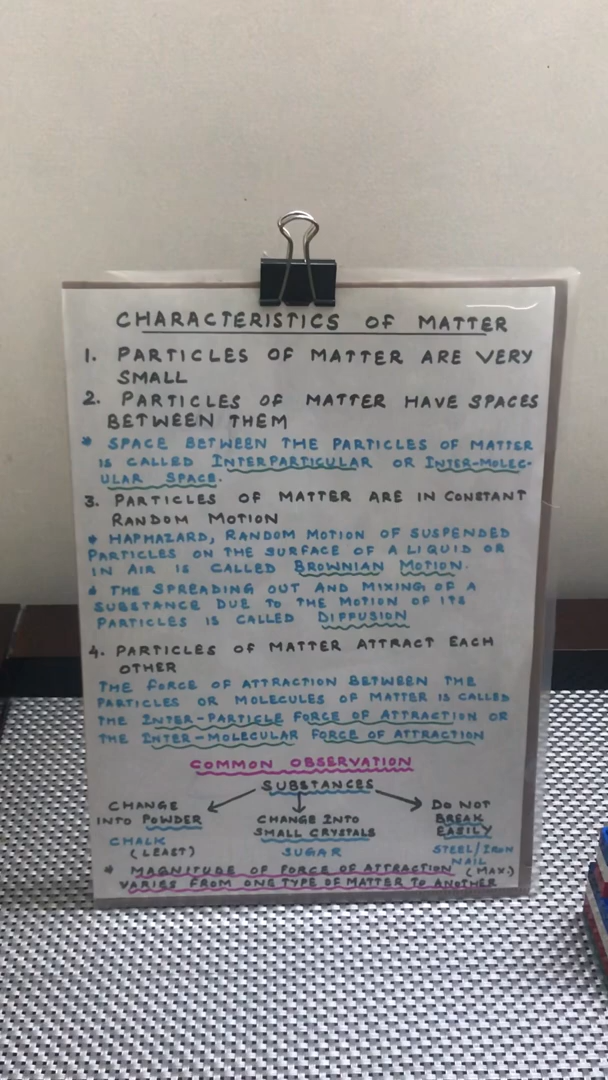 CHARACTERISTICS OF MATTER
1. PARTICLES OF MATTER ARE VERY
SMALL
2. PARTICLES OF MATTER HAVE SPACES
BETWEEN THEM
* SPACE BETWEEN THE PARTICLES OF MATTER
IS CALLED INTERPARTICULAR OR INTER-MOLEC-
ULAR SPACE.
3. PARTICLES OF MATTER ARE IN CONSTANT
RANDOM MOTION
* HAPHAZARD, RANDOM MOTION OF SUSPENDED
PARTICLES ON THE SURFACE OF A LIQUID OR
IN AIR IS CALLED BROWNIAN MOTION.
* THE SPREADING OUT AND MIXING OF A
SUBSTANCE DUE TO THE MOTION OF ITS
PARTICLES IS CALLED DIFFUSION
4. PARTICLES OF MATTER ATTRACT EACH
OTHER
THE FORCE OF ATTRACTION BETWEEN THE
PARTICLES OR MOLECULES OF MATTER IS CALLED
THE INTER-PARTICLE FORCE OF ATTRACTION OR
THE INTER-MOLECULAR FORCE OF ATTRACTION
COMMON OBSERVATION
SUBSTANCES
CHANGE
INTO POWDER
CHALK
(LEAST)
CHANGE INTO
SMALL CRYSTALS
SUGAR
DO NOT
BREAK
EASILY
STEEL/IRON
NAIL
(MAX.)
* MAGNITUDE OF FORCE OF ATTRACTION
VARIES FROM ONE TYPE OF MATTER TO ANOTHER